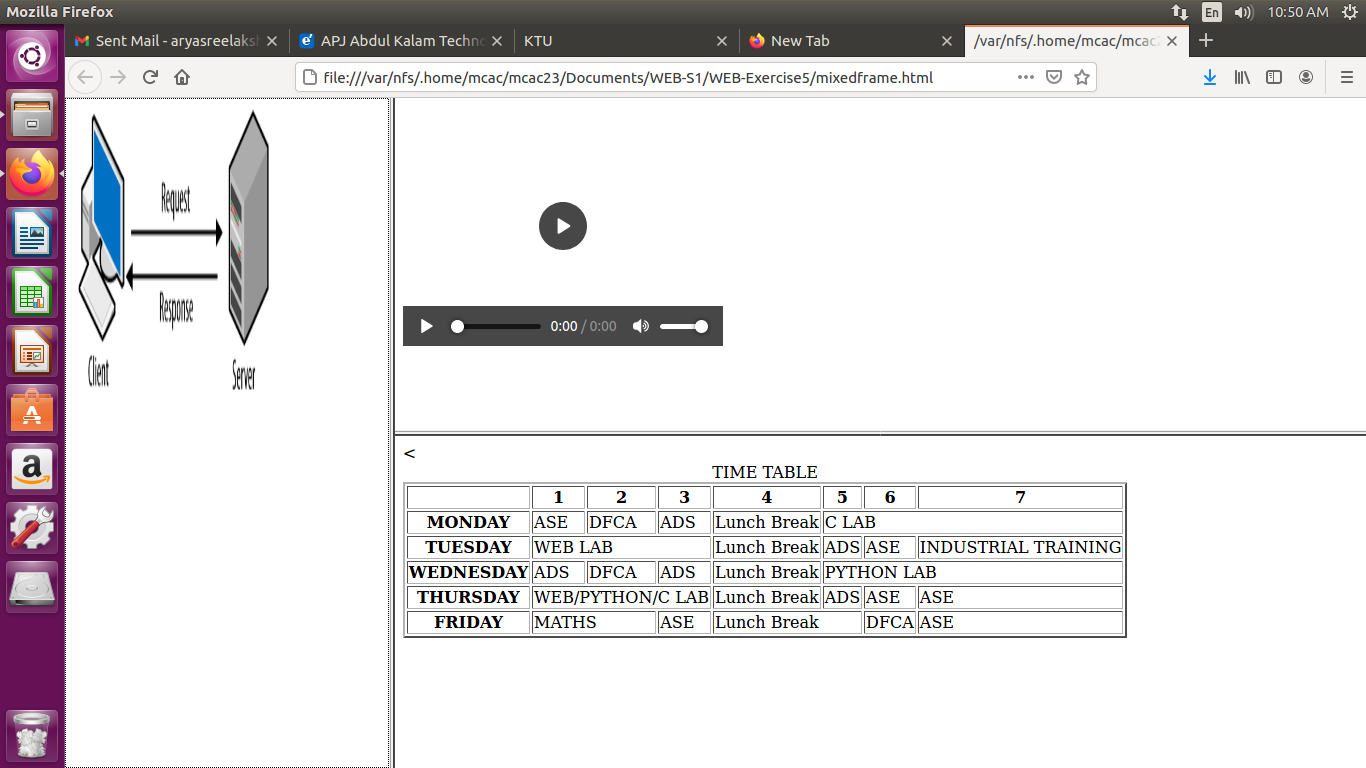 Mozilla Firefox En 10:50 AM
Sent Mail - aryasreelaksh APJ Abdul Kalam Techno KTU New Tab /var/nfs/.home/mcac/mcac2
file:///var/nfs/.home/mcac/mcac23/Documents/WEB-S1/WEB-Exercise5/mixedframe.html
Request
Response
Client Server
0:00 / 0:00
<
TIME TABLE
1 2 3 4 5 6 7
MONDAY ASE DFCA ADS Lunch Break C LAB
TUESDAY WEB LAB Lunch Break ADS ASE INDUSTRIAL TRAINING
WEDNESDAY ADS DFCA ADS Lunch Break PYTHON LAB
THURSDAY WEB/PYTHON/C LAB Lunch Break ADS ASE ASE
FRIDAY MATHS ASE Lunch Break DFCA ASE